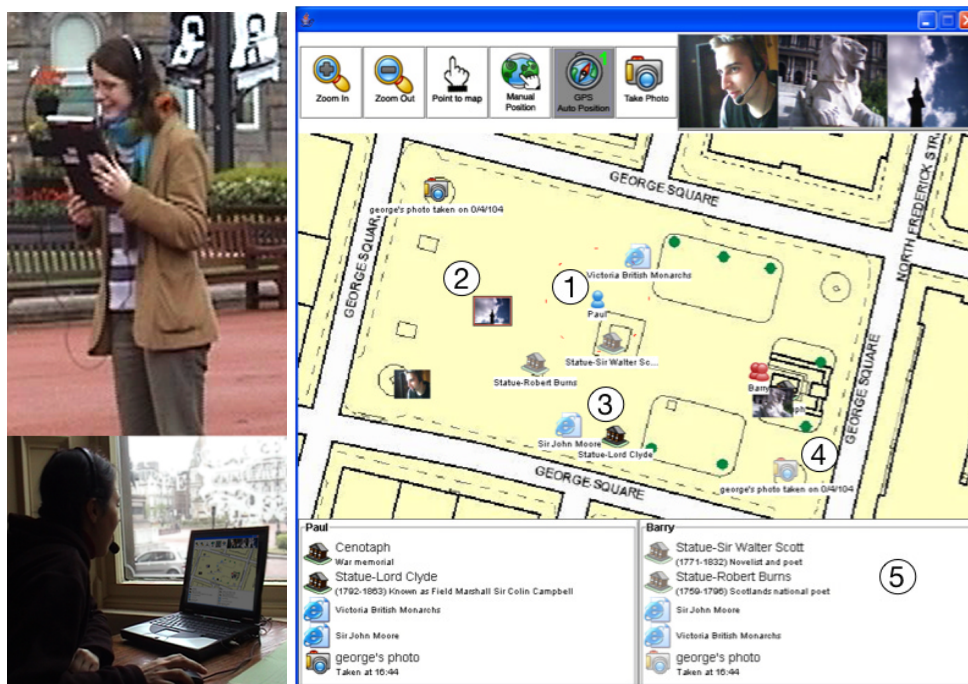 Zoom In
Zoom Out
Point to map
Manual
Position
GPS
Auto Position
Take Photo
GEORGE SQUARE
NORTH FREDERICK STR
george's photo taken on 0/4/104
GEORGE SQUAR
Victoria British Monarchs
2
1
Paul
Statue-Sir Walter Sc...
Statue-Robert Burns
Barry
GEORGE SQUARE
3
Sir John Moore
Statue-Lord Clyde
4
GEORGE SQUARE
george's photo taken on 0/4/104
Paul
Cenotaph
War memorial
Statue-Lord Clyde
(1792-1863) Known as Field Marshall Sir Colin Campbell
Victoria British Monarchs
Sir John Moore
george's photo
Taken at 16:44
Barry
Statue-Sir Walter Scott
(1771-1832) Novelist and poet
Statue-Robert Burns
(1759-1796) Scotlands national poet
5
Sir John Moore
Victoria British Monarchs
george's photo
Taken at 16:44